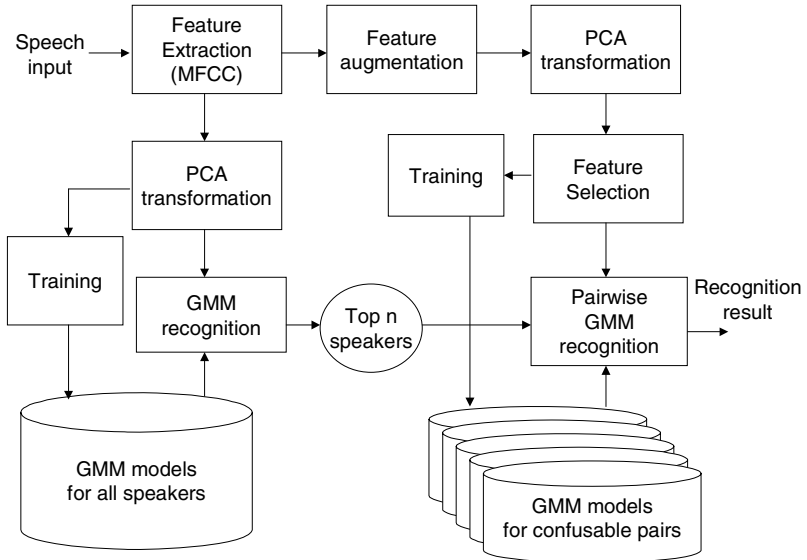 Speech
input
Feature
Extraction
(MFCC)
Feature
augmentation
PCA
transformation
PCA
transformation
Training
Feature
Selection
Training
GMM
recognition
Top n
speakers
Pairwise
GMM
recognition
Recognition
result
GMM models
for all speakers
GMM models
for confusable pairs